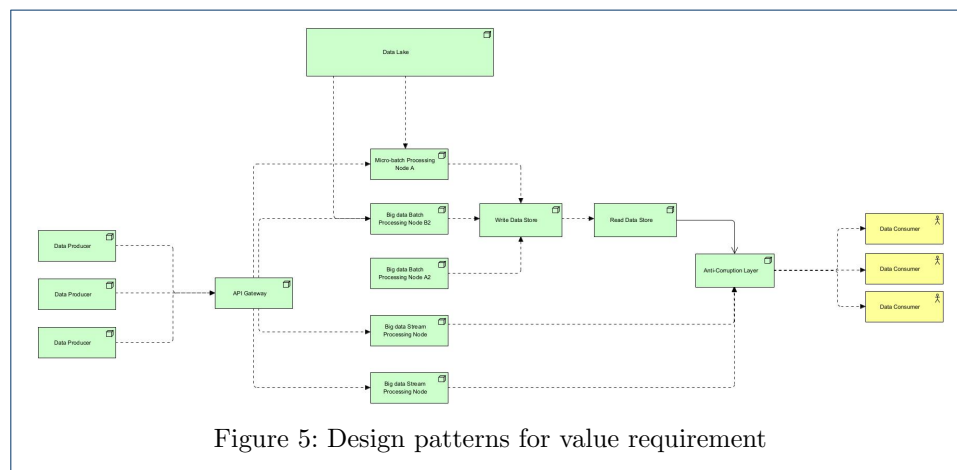 Data Lake
Micro-batch Processing
Node A
Big data Batch
Processing Node B2
Write Data Store
Read Data Store
Data Consumer
Data Producer
Big data Batch
Processing Node A2
Anti-Corruption Layer
Data Consumer
Data Producer
API Gateway
Data Consumer
Big data Stream
Processing Node
Data Producer
Big data Stream
Processing Node
Figure 5: Design patterns for value requirement